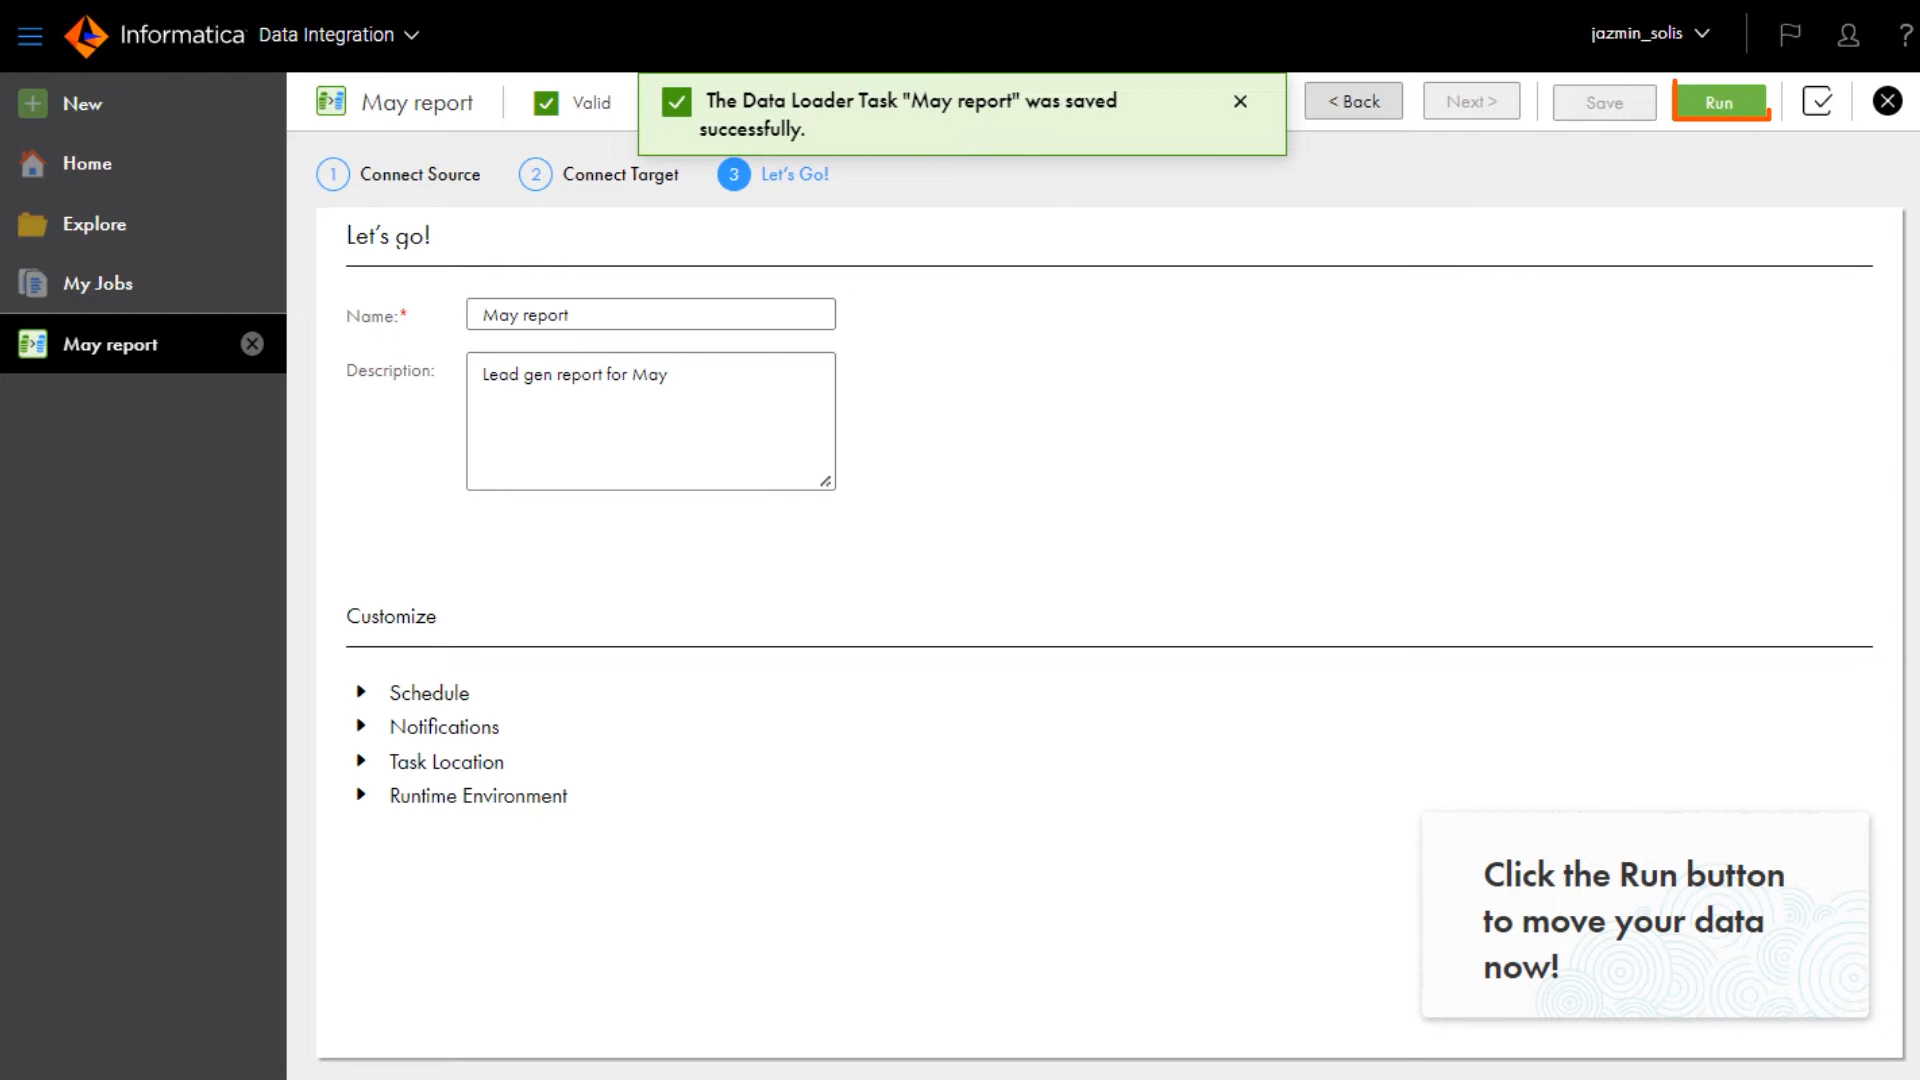 Informatica Data Integration
jazmin_solis
?
New
Home
Explore
My Jobs
May report
May report
Valid
The Data Loader Task "May report" was saved
successfully.
< Back
Next >
Save
Run
1 Connect Source
2 Connect Target
3 Let's Go!
Let's go!
Name:*
May report
Description:
Lead gen report for May
Customize
Schedule
Notifications
Task Location
Runtime Environment
Click the Run button
to move your data
now!